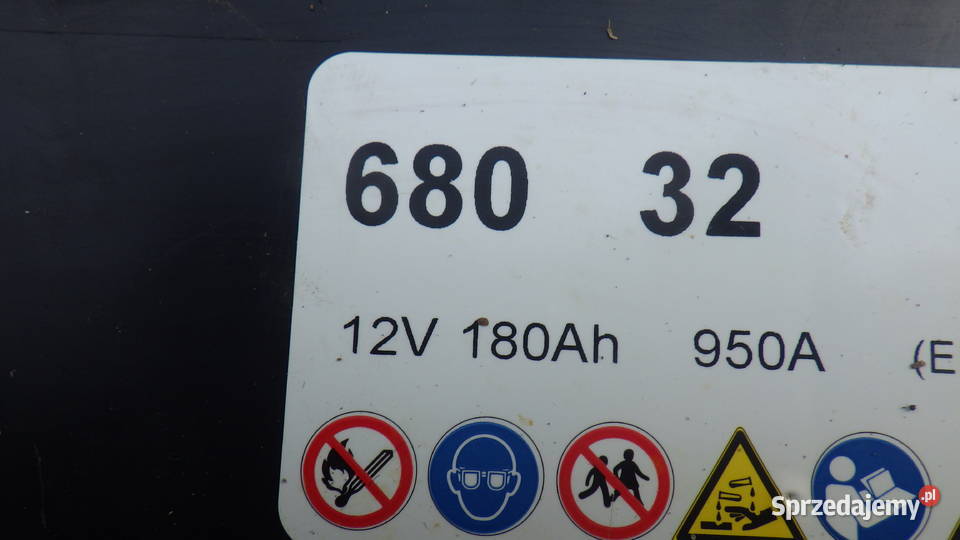 680 32
12V 180Ah 950A (E
Sprzedajemy.pl